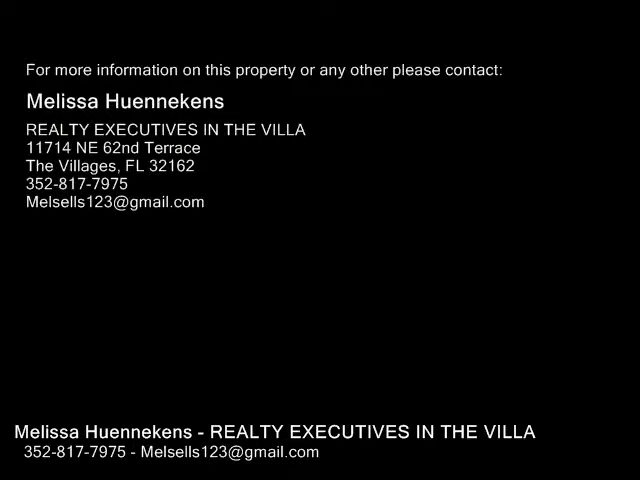 For more information on this property or any other please contact:
Melissa Huennekens
REALTY EXECUTIVES IN THE VILLA
11714 NE 62nd Terrace
The Villages, FL 32162
352-817-7975
Melsells123@gmail.com
Melissa Huennekens - REALTY EXECUTIVES IN THE VILLA
352-817-7975 - Melsells123@gmail.com